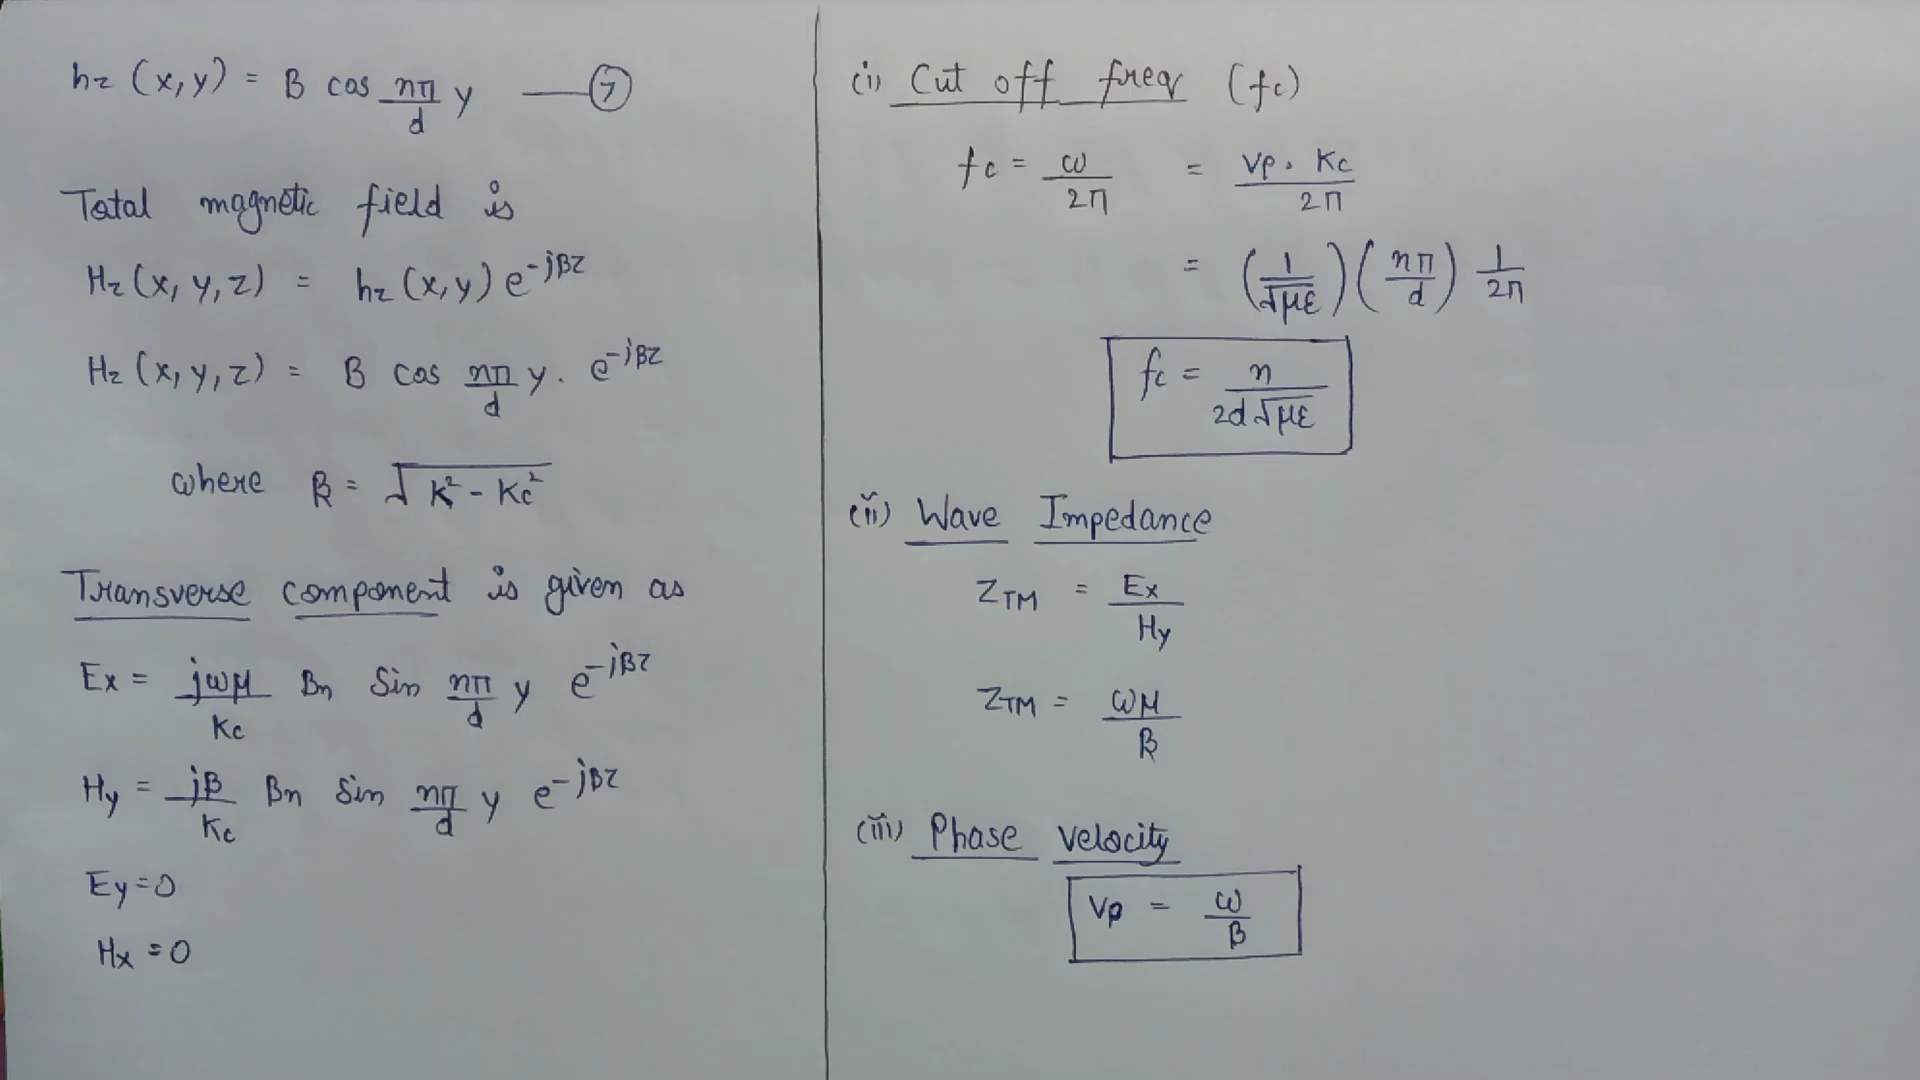 hz (x,y) = B cos nπ/d y —— 7
Total magnetic field is
Hz (x, y, z) = hz (x,y) e^-jβz
Hz (x, y, z) = B cos nπ/d y . e^-jβz
where β = √(K² - Kc²)
Transverse component is given as
Ex = jωμ/Kc Bn Sin nπ/d y e^-jβz
Hy = jβ/Kc Bn Sin nπ/d y e^-jβz
Ey = 0
Hx = 0
(i) Cut off freq (fc)
fc = ω/2π = Vp . Kc/2π
= (1/√με) (nπ/d) 1/2π
fc = n/2d√με
(ii) Wave Impedance
ZTM = Ex/Hy
ZTM = ωμ/β
(iii) Phase Velocity
Vp = ω/β